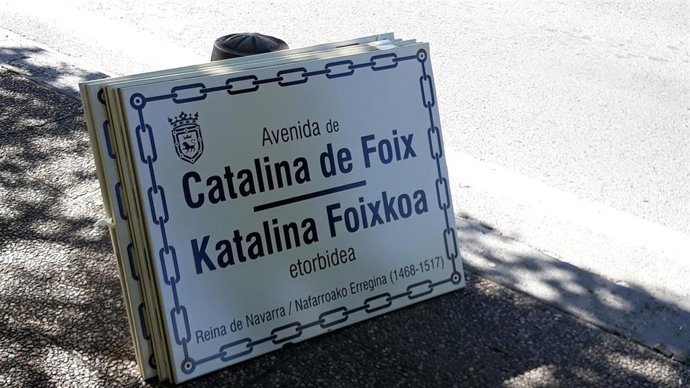 Avenida de
Catalina de Foix
Katalina Foixkoa
etorbidea
Reina de Navarra / Nafarroako Erregina (1468-1517)